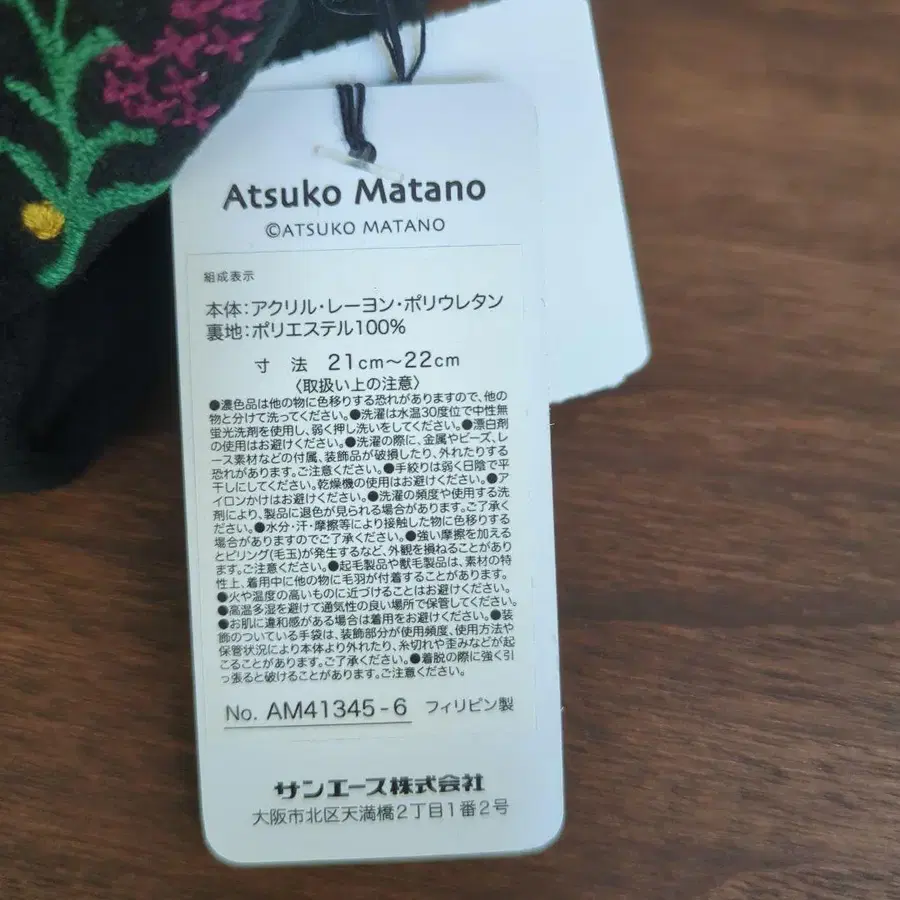 Atsuko Matano
©ATSUKO MATANO
組成表示
本体：アクリル・レーヨン・ポリウレタン
裏地：ポリエステル100%
寸 法 21cm～22cm
〈取扱い上の注意〉
●濃色品は他の物に色移りする恐れがありますので、他の
物と分けて洗ってください。●洗濯は水温30度位で中性無
蛍光洗剤を使用し、弱く押し洗いをしてください。●漂白剤
の使用はお避けください。●洗濯の際に、金属やビーズ、レ
ース素材などの付属、装飾品が破損したり、外れたりする
恐れがあります。ご注意ください。●手絞りは弱く日陰で平
干しにしてください。乾燥機の使用はお避けください。●ア
イロンかけはお避けください。●洗濯の頻度や使用する洗
剤により、製品に退色が見られる場合があります。ご了承く
ださい。●水分・汗・摩擦等により接触した物に色移りする
場合がありますのでご了承ください。●強い摩擦を加える
とピリング(毛玉)が発生するなど、外観を損ねることがあり
ます。ご注意ください。●起毛製品や獣毛製品は、素材の特
性上、着用中に他の物に毛羽が付着することがあります。
●火や温度の高いものに近づけることはお避けください。
●高温多湿を避けて通気性の良い場所で保管してください。
●お肌に違和感がある場合は着用をお避けください。●装
飾のついている手袋は、装飾部分が使用頻度、使用方法や
保管状況により本体より外れたり、糸切れや歪みなどが起
こることがあります。ご了承ください。●着脱の際に強く引
っ張ると破けることがあります。ご注意ください。
No. AM41345-6 フィリピン製
サンエース株式会社
大阪市北区天満橋2丁目1番2号